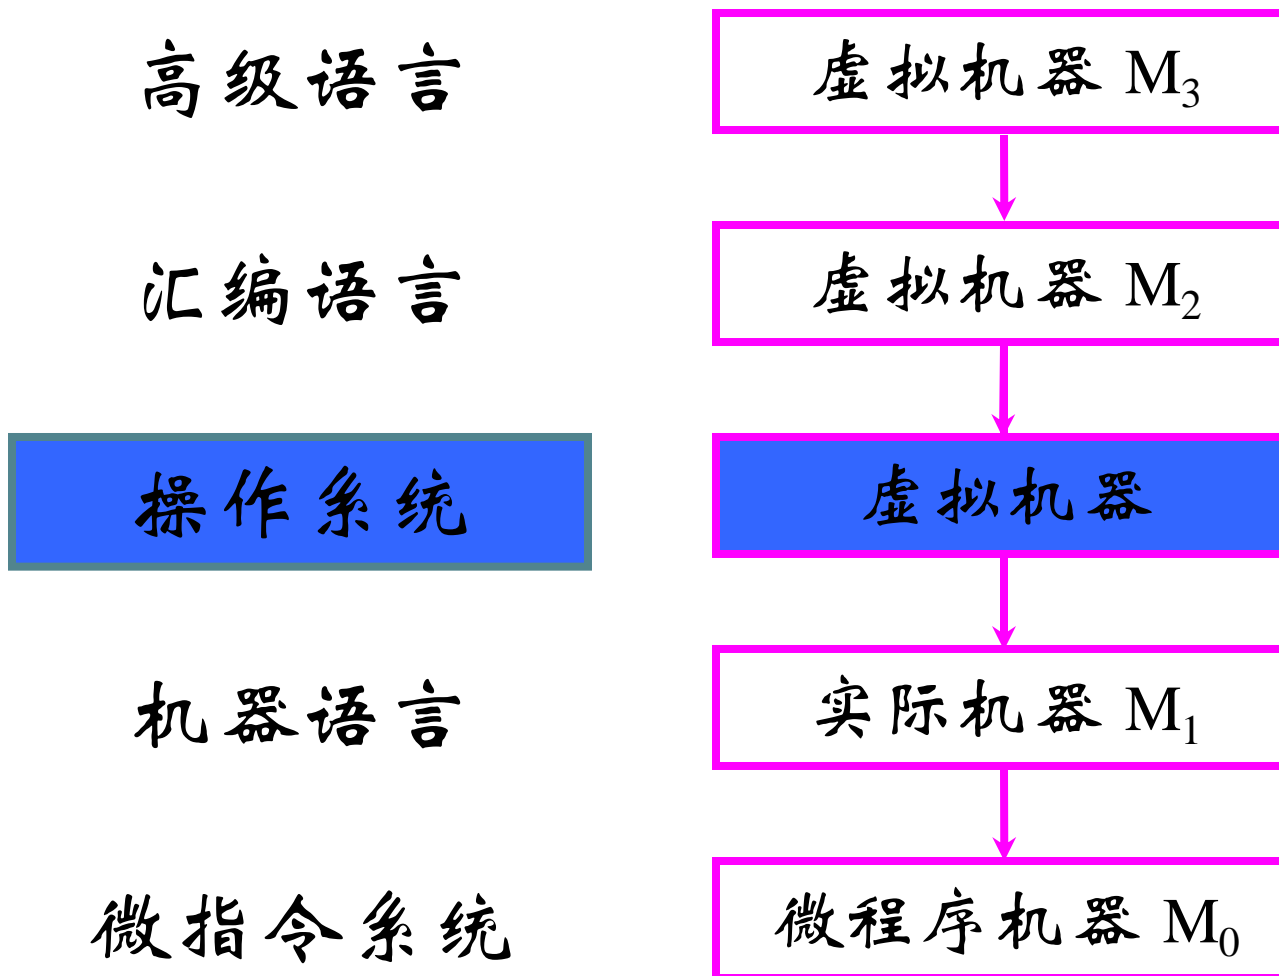 高级语言
虚拟机器 M₃
汇编语言
虚拟机器 M₂
操作系统
虚拟机器
机器语言
实际机器 M₁
微指令系统
微程序机器 M₀